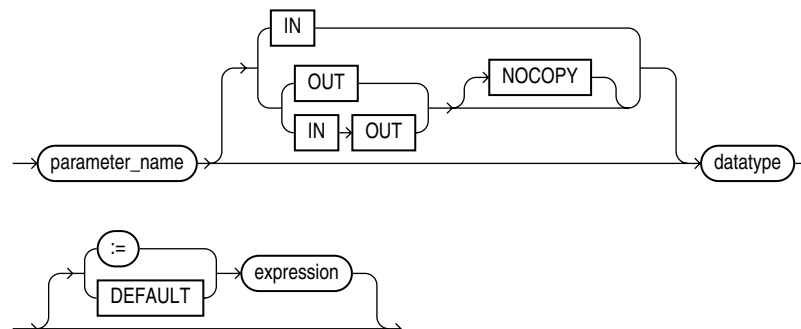 IN
OUT NOCOPY
IN OUT
parameter_name datatype
:=
DEFAULT expression